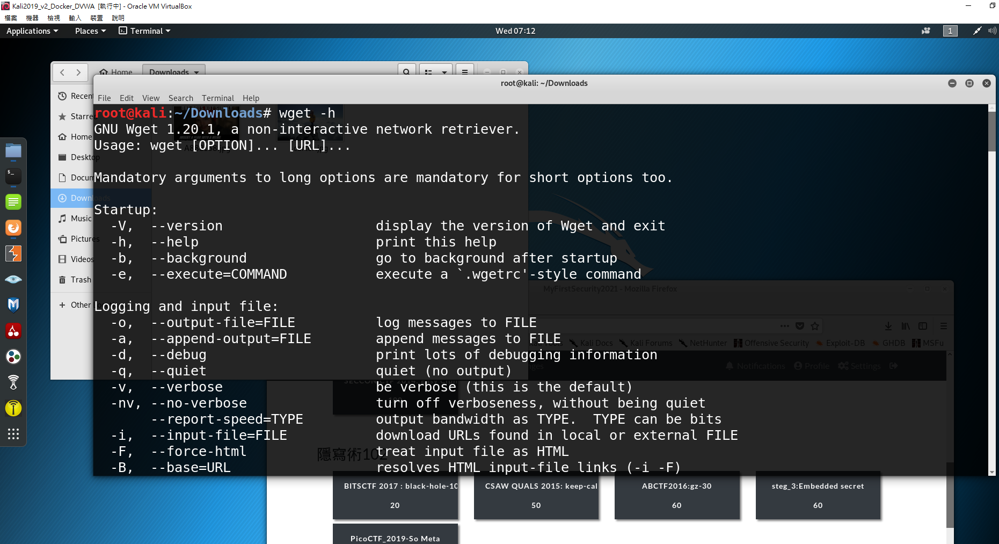 Kali2019_v2_Docker_DVWA [執行中] - Oracle VM VirtualBox
檔案 機器 檢視 輸入 裝置 說明
Applications Places Terminal Wed 07:12 1
Home Downloads
root@kali: ~/Downloads
File Edit View Search Terminal Help
Recent
Starred
Home
Desktop
Docum
Downloads
Music
Pictures
Videos
Trash
+ Other
root@kali:~/Downloads# wget -h
GNU Wget 1.20.1, a non-interactive network retriever.
Usage: wget [OPTION]... [URL]...
Mandatory arguments to long options are mandatory for short options too.
Startup:
-V, --version display the version of Wget and exit
-h, --help print this help
-b, --background go to background after startup
-e, --execute=COMMAND execute a `.wgetrc'-style command
Logging and input file:
-o, --output-file=FILE log messages to FILE
-a, --append-output=FILE append messages to FILE
-d, --debug print lots of debugging information
-q, --quiet quiet (no output)
-v, --verbose be verbose (this is the default)
-nv, --no-verbose turn off verboseness, without being quiet
--report-speed=TYPE output bandwidth as TYPE. TYPE can be bits
-i, --input-file=FILE download URLs found in local or external FILE
-F, --force-html treat input file as HTML
-B, --base=URL resolves HTML input-file links (-i -F)
MyFirstSecurity2021 - Mozilla Firefox
Kali Docs Kali Forums NetHunter Offensive Security Exploit-DB GHDB MSFu
Notifications Profile Settings
隱寫術102
BITSCTF 2017 : black-hole-10
20
CSAW QUALS 2015: keep-cal
50
ABCTF2016:gz-30
60
steg_3:Embedded secret
60
PicoCTF_2019-So Meta